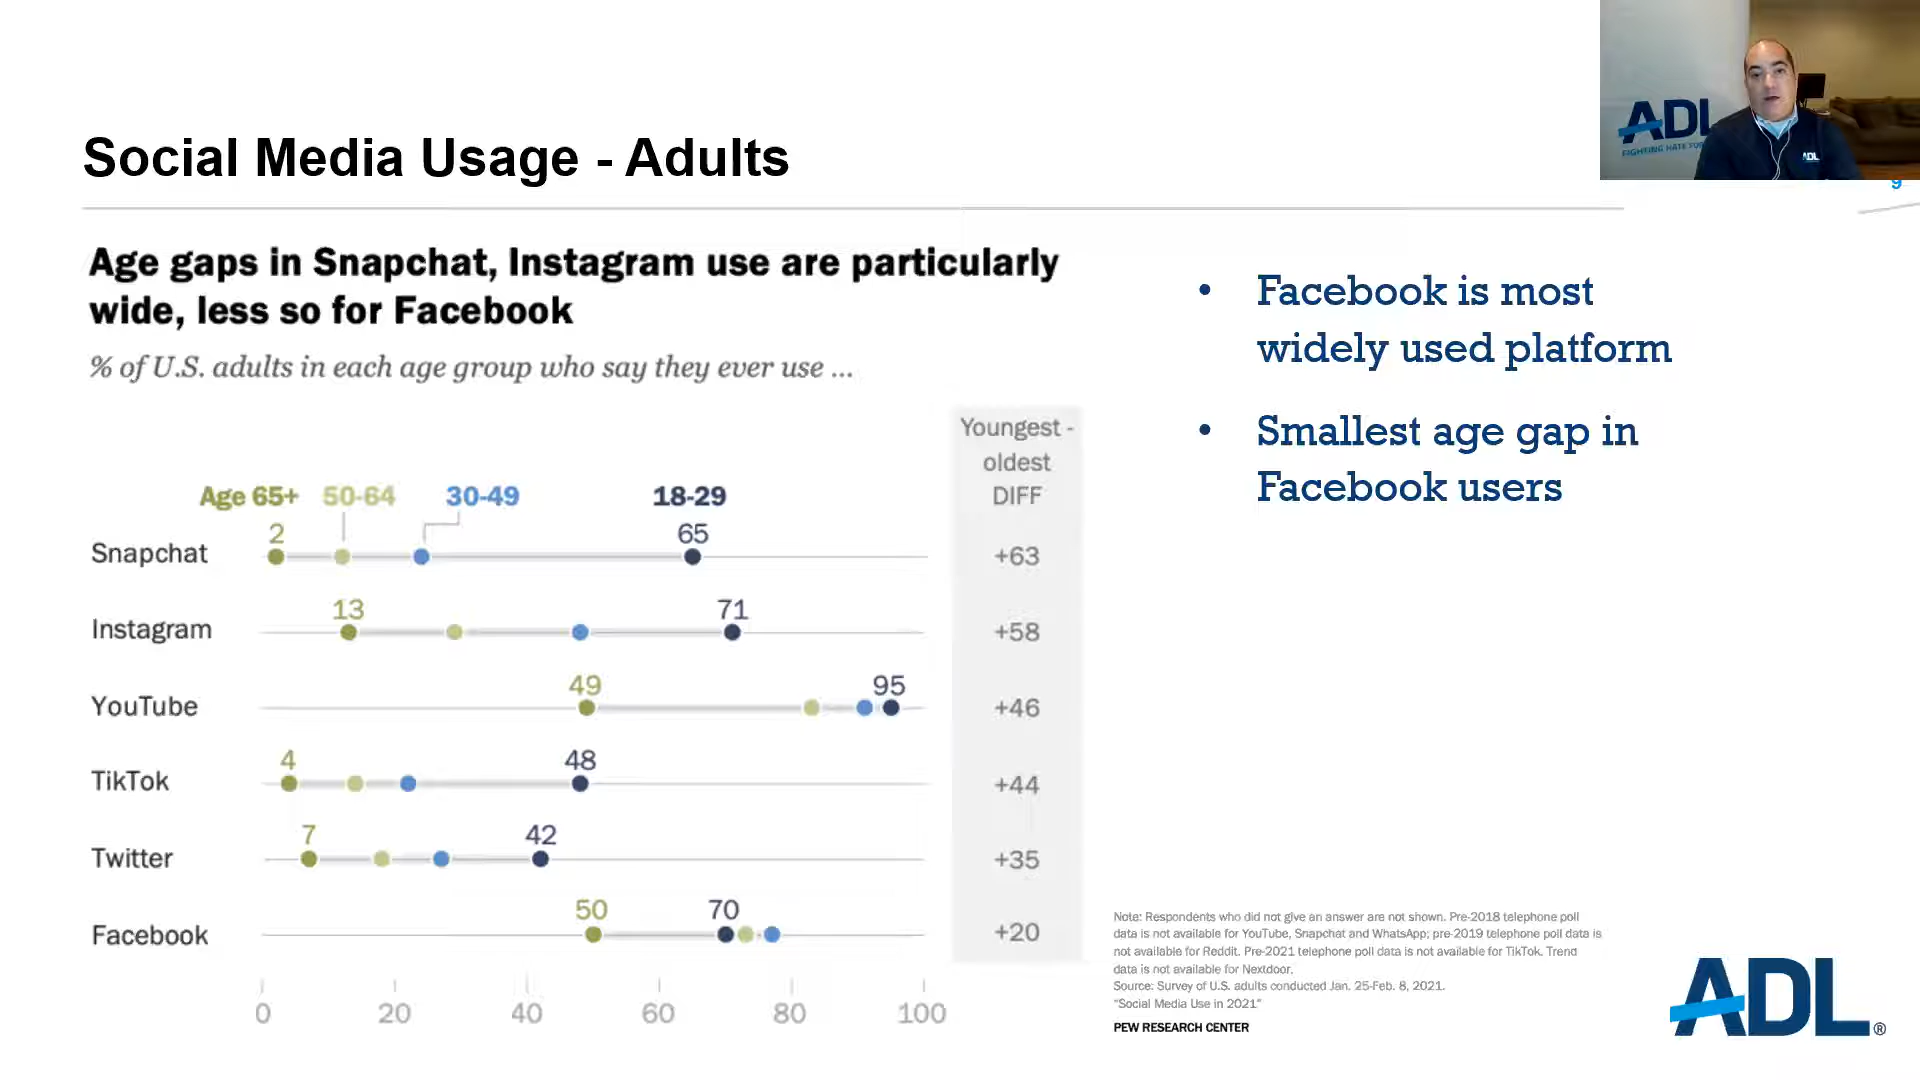 ADL
FIGHTING HATE FOR
ADL
9
Social Media Usage - Adults
Age gaps in Snapchat, Instagram use are particularly
wide, less so for Facebook
% of U.S. adults in each age group who say they ever use ...
Youngest -
oldest
DIFF
Age 65+ 50-64 30-49 18-29
2 65
Snapchat +63
13 71
Instagram +58
49 95
YouTube +46
4 48
TikTok +44
7 42
Twitter +35
50 70
Facebook +20
0 20 40 60 80 100
• Facebook is most
widely used platform
• Smallest age gap in
Facebook users
Note: Respondents who did not give an answer are not shown. Pre-2018 telephone poll
data is not available for YouTube, Snapchat and WhatsApp; pre-2019 telephone poll data is
not available for Reddit. Pre-2021 telephone poll data is not available for TikTok. Trend
data is not available for Nextdoor.
Source: Survey of U.S. adults conducted Jan. 25-Feb. 8, 2021.
"Social Media Use in 2021"
PEW RESEARCH CENTER
ADL®